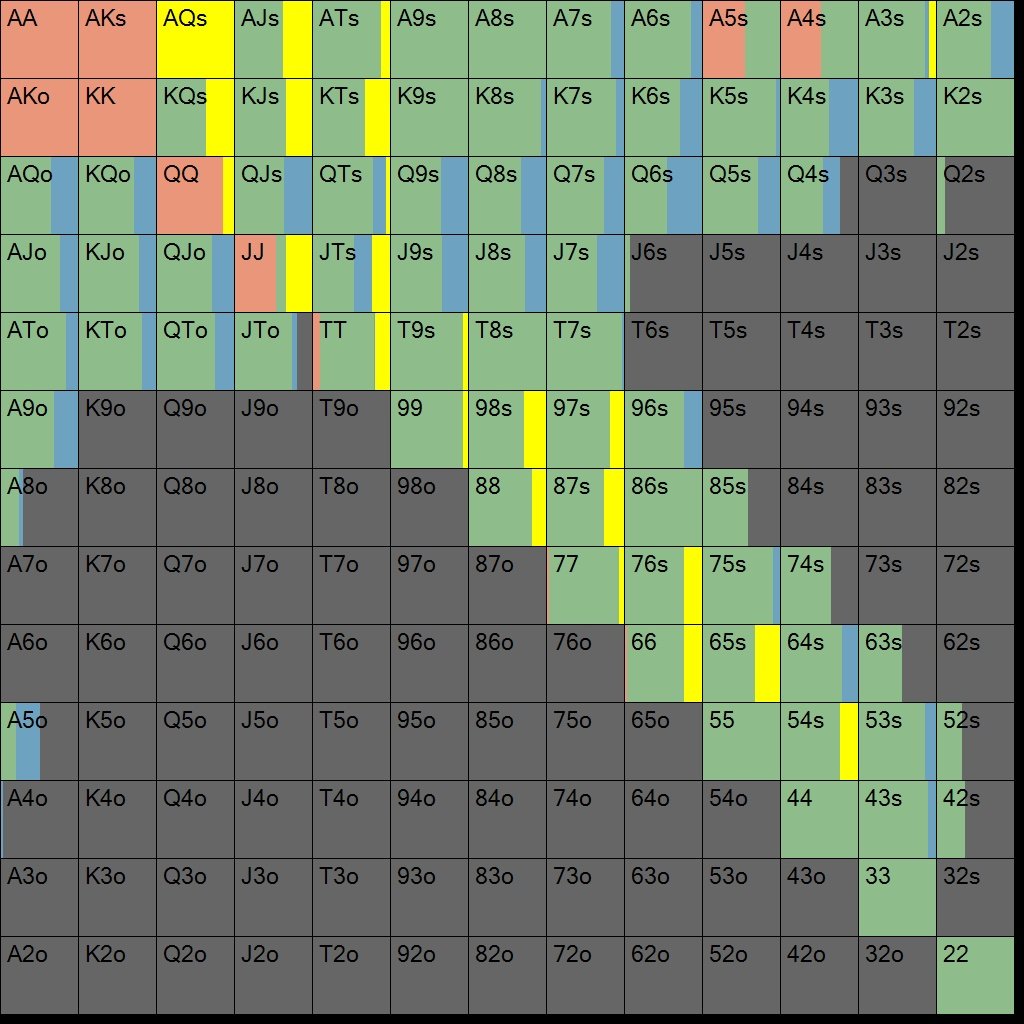 AA AKs AQs AJs ATs A9s A8s A7s A6s A5s A4s A3s A2s
AKo KK KQs KJs KTs K9s K8s K7s K6s K5s K4s K3s K2s
AQo KQo QQ QJs QTs Q9s Q8s Q7s Q6s Q5s Q4s Q3s Q2s
AJo KJo QJo JJ JTs J9s J8s J7s J6s J5s J4s J3s J2s
ATo KTo QTo JTo TT T9s T8s T7s T6s T5s T4s T3s T2s
A9o K9o Q9o J9o T9o 99 98s 97s 96s 95s 94s 93s 92s
A8o K8o Q8o J8o T8o 98o 88 87s 86s 85s 84s 83s 82s
A7o K7o Q7o J7o T7o 97o 87o 77 76s 75s 74s 73s 72s
A6o K6o Q6o J6o T6o 96o 86o 76o 66 65s 64s 63s 62s
A5o K5o Q5o J5o T5o 95o 85o 75o 65o 55 54s 53s 52s
A4o K4o Q4o J4o T4o 94o 84o 74o 64o 54o 44 43s 42s
A3o K3o Q3o J3o T3o 93o 83o 73o 63o 53o 43o 33 32s
A2o K2o Q2o J2o T2o 92o 82o 72o 62o 52o 42o 32o 22